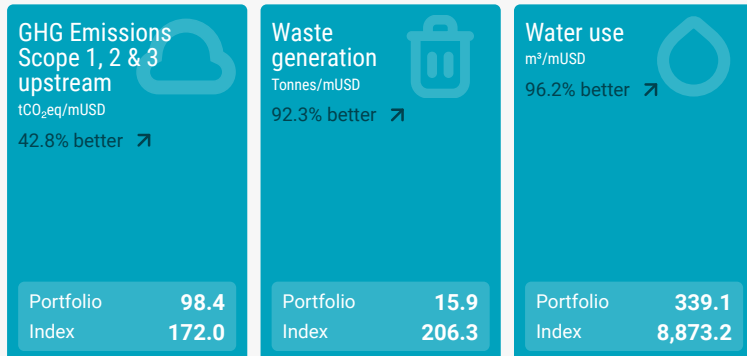 GHG Emissions
Scope 1, 2 & 3
upstream
tCO₂eq/mUSD
42.8% better
Portfolio 98.4
Index 172.0
Waste
generation
Tonnes/mUSD
92.3% better
Portfolio 15.9
Index 206.3
Water use
m³/mUSD
96.2% better
Portfolio 339.1
Index 8,873.2